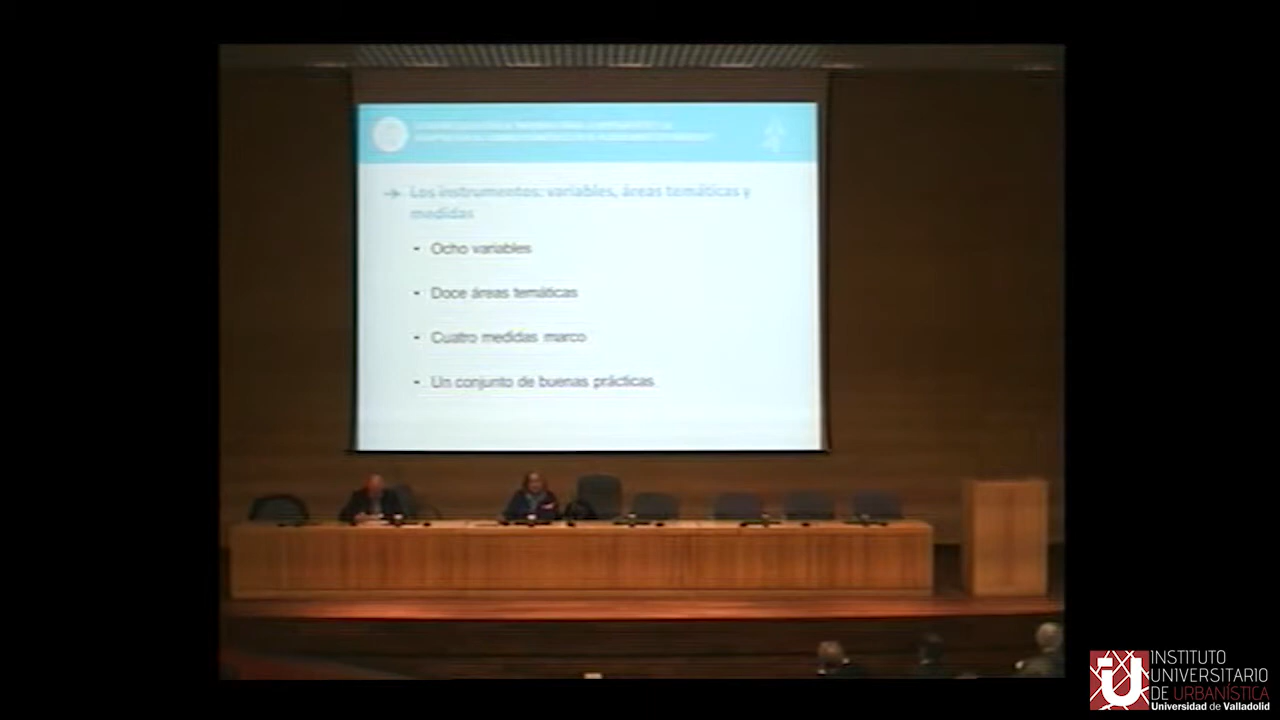 Los instrumentos: variables, áreas temáticas y
medidas
• Ocho variables
• Doce áreas temáticas
• Cuatro medidas marco
• Un conjunto de buenas prácticas
INSTITUTO
UNIVERSITARIO
DE URBANÍSTICA
Universidad de Valladolid